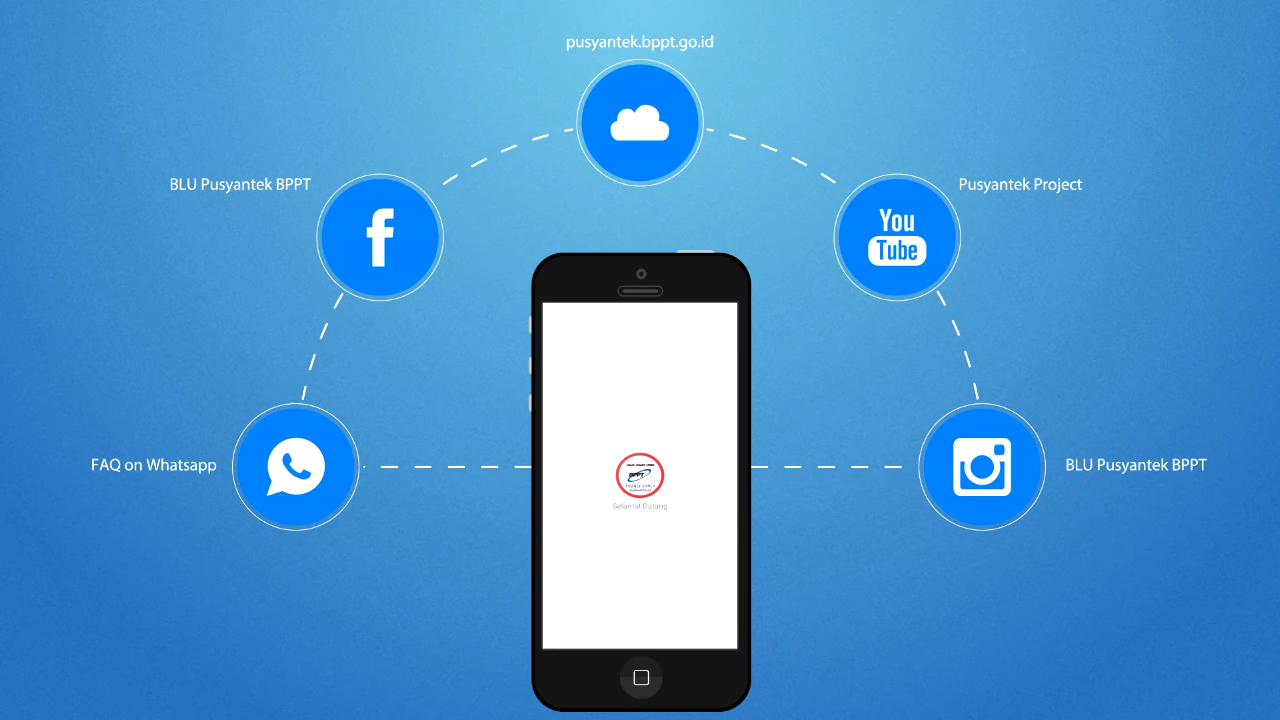 pusyantek.bppt.go.id
BLU Pusyantek BPPT
Pusyantek Project
You
Tube
FAQ on Whatsapp
BLU Pusyantek BPPT
BPPT
Selamat Datang